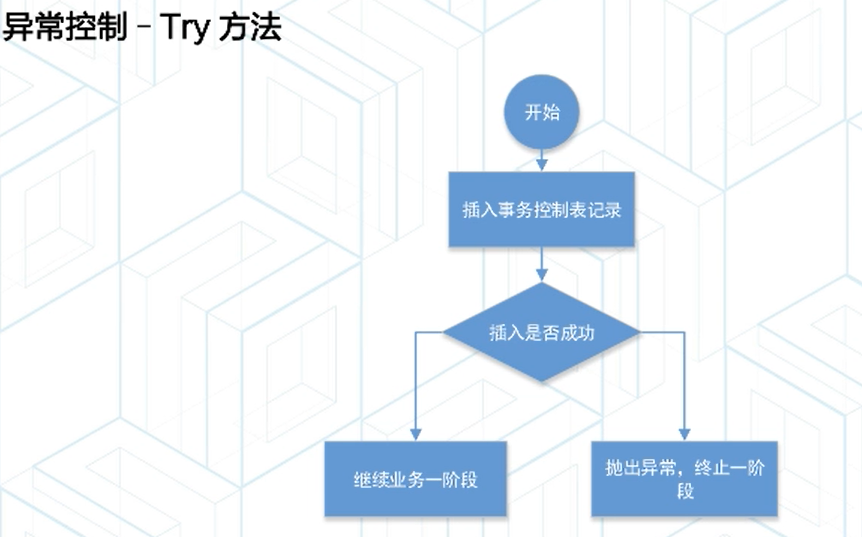 异常控制 – Try 方法
开始
插入事务控制表记录
插入是否成功
继续业务一阶段
抛出异常，终止一阶
段